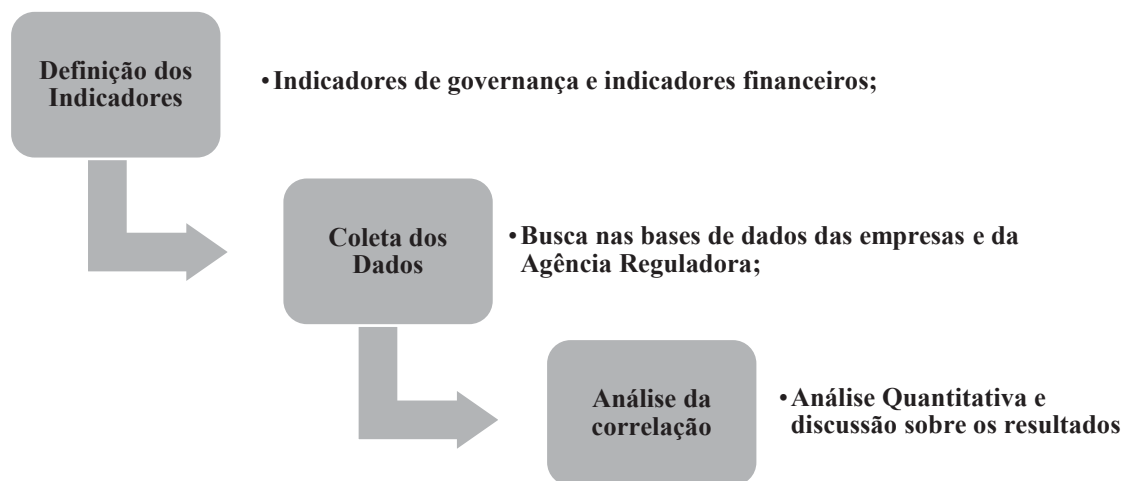 Definição dos
Indicadores
•Indicadores de governança e indicadores financeiros;
Coleta dos
Dados
•Busca nas bases de dados das empresas e da
Agência Reguladora;
Análise da
correlação
•Análise Quantitativa e
discussão sobre os resultados